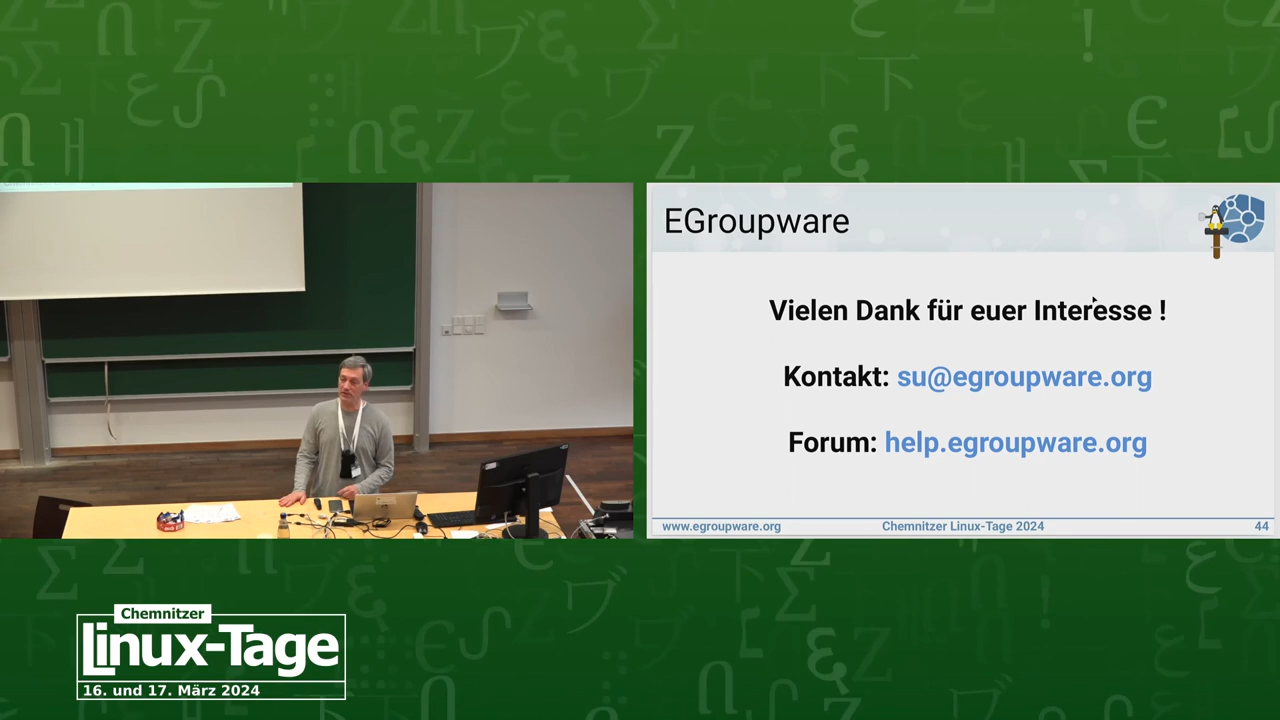 EGroupware
Vielen Dank für euer Interesse !
Kontakt: su@egroupware.org
Forum: help.egroupware.org
www.egroupware.org
Chemnitzer Linux-Tage 2024
44
Chemnitzer
Linux-Tage
16. und 17. März 2024